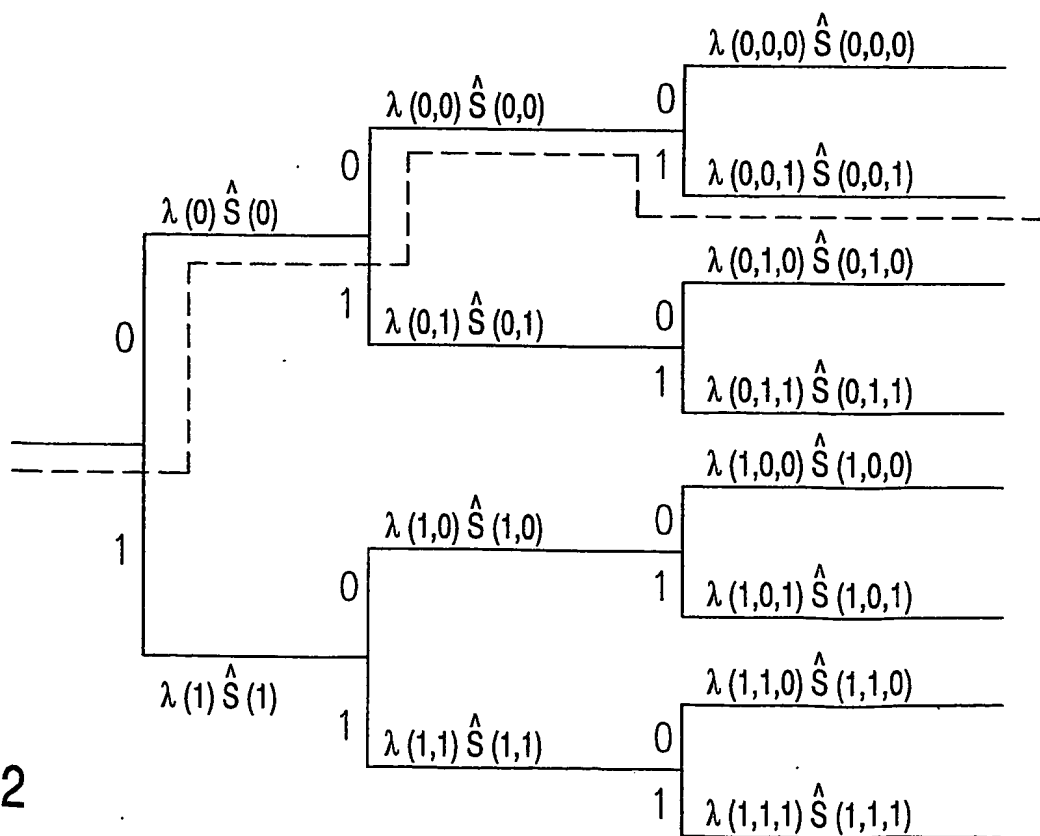 λ (0,0,0) Ŝ (0,0,0)
0
λ (0,0) Ŝ (0,0)
1
λ (0,0,1) Ŝ (0,0,1)
0
λ (0) Ŝ (0)
λ (0,1,0) Ŝ (0,1,0)
1
λ (0,1) Ŝ (0,1)
0
0
1
λ (0,1,1) Ŝ (0,1,1)
λ (1,0,0) Ŝ (1,0,0)
1
λ (1,0) Ŝ (1,0)
0
0
1
λ (1,0,1) Ŝ (1,0,1)
λ (1) Ŝ (1)
λ (1,1,0) Ŝ (1,1,0)
1
λ (1,1) Ŝ (1,1)
0
2
1
λ (1,1,1) Ŝ (1,1,1)